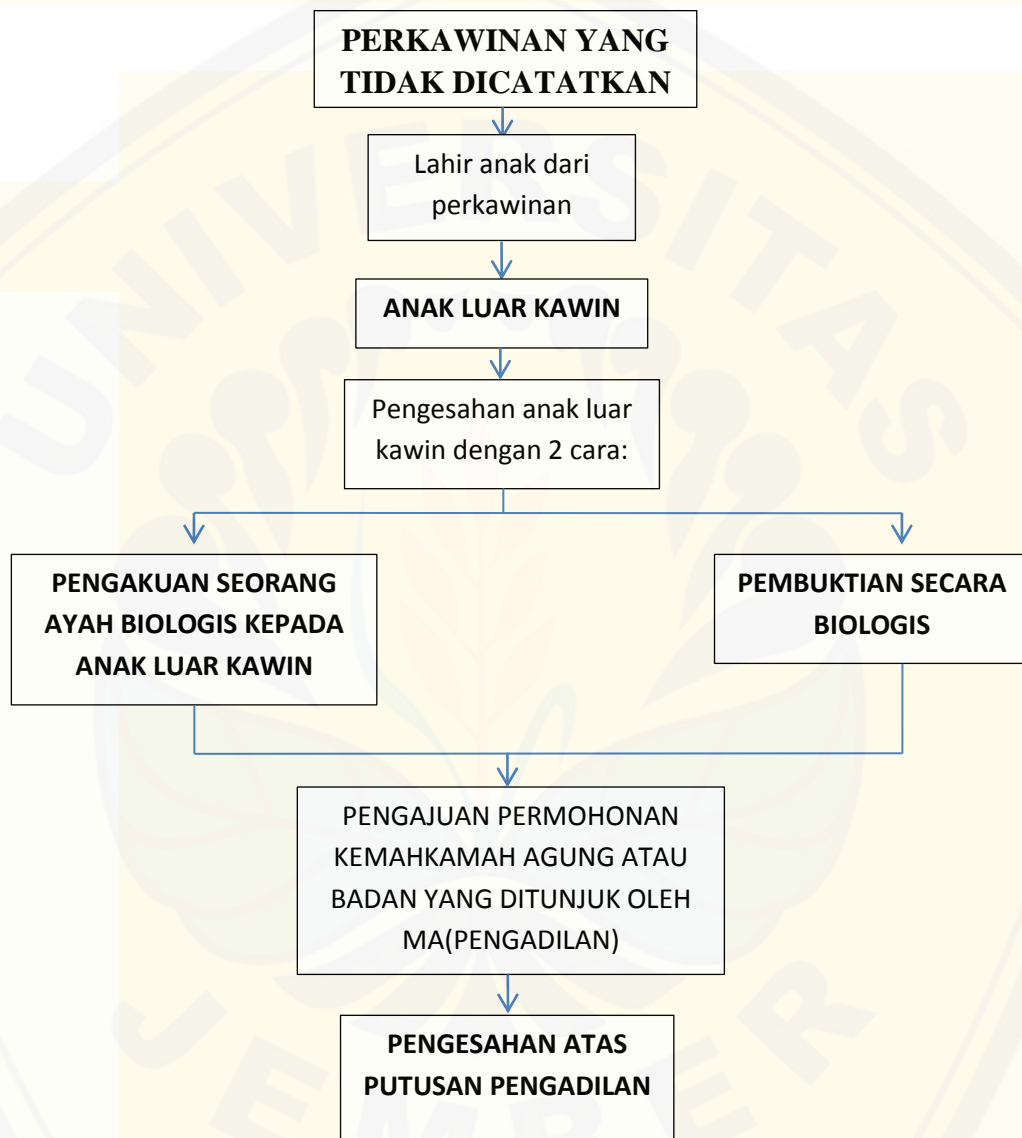 PERKAWINAN YANG
TIDAK DICATATKAN
Lahir anak dari
perkawinan
ANAK LUAR KAWIN
Pengesahan anak luar
kawin dengan 2 cara:
PENGAKUAN SEORANG
AYAH BIOLOGIS KEPADA
ANAK LUAR KAWIN
PEMBUKTIAN SECARA
BIOLOGIS
PENGAJUAN PERMOHONAN
KEMAHKAMAH AGUNG ATAU
BADAN YANG DITUNJUK OLEH
MA(PENGADILAN)
PENGESAHAN ATAS
PUTUSAN PENGADILAN
UNIVERSITAS
JEMBER